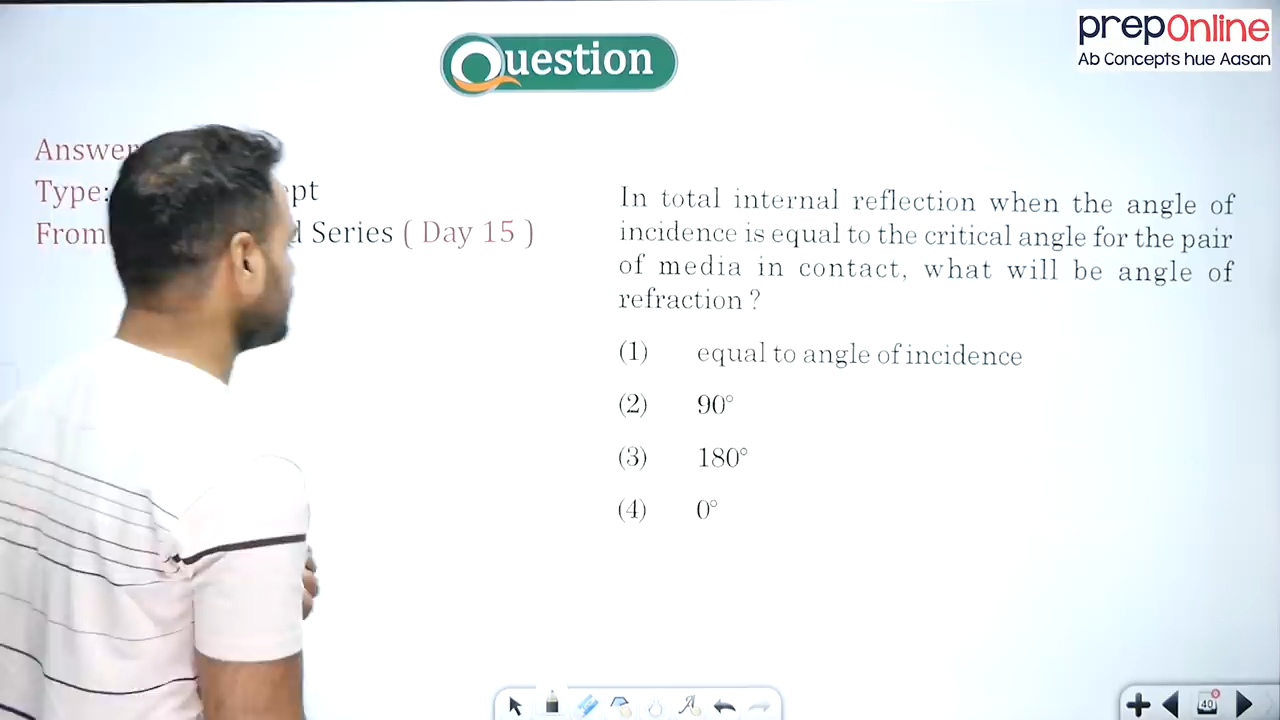 prepOnline
Ab Concepts hue Aasan
Question
Type:
From
Series ( Day 15 )
In total internal reflection when the angle of
incidence is equal to the critical angle for the pair
of media in contact, what will be angle of
refraction ?
(1) equal to angle of incidence
(2) 90°
(3) 180°
(4) 0°
40